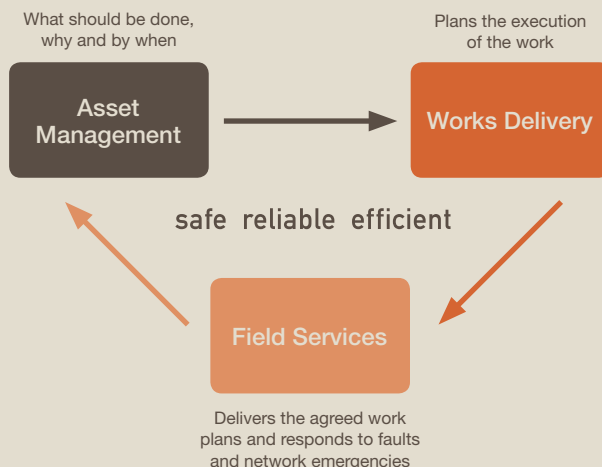 What should be done,
why and by when
Plans the execution
of the work
Asset
Management
Works Delivery
safe reliable efficient
Field Services
Delivers the agreed work
plans and responds to faults
and network emergencies